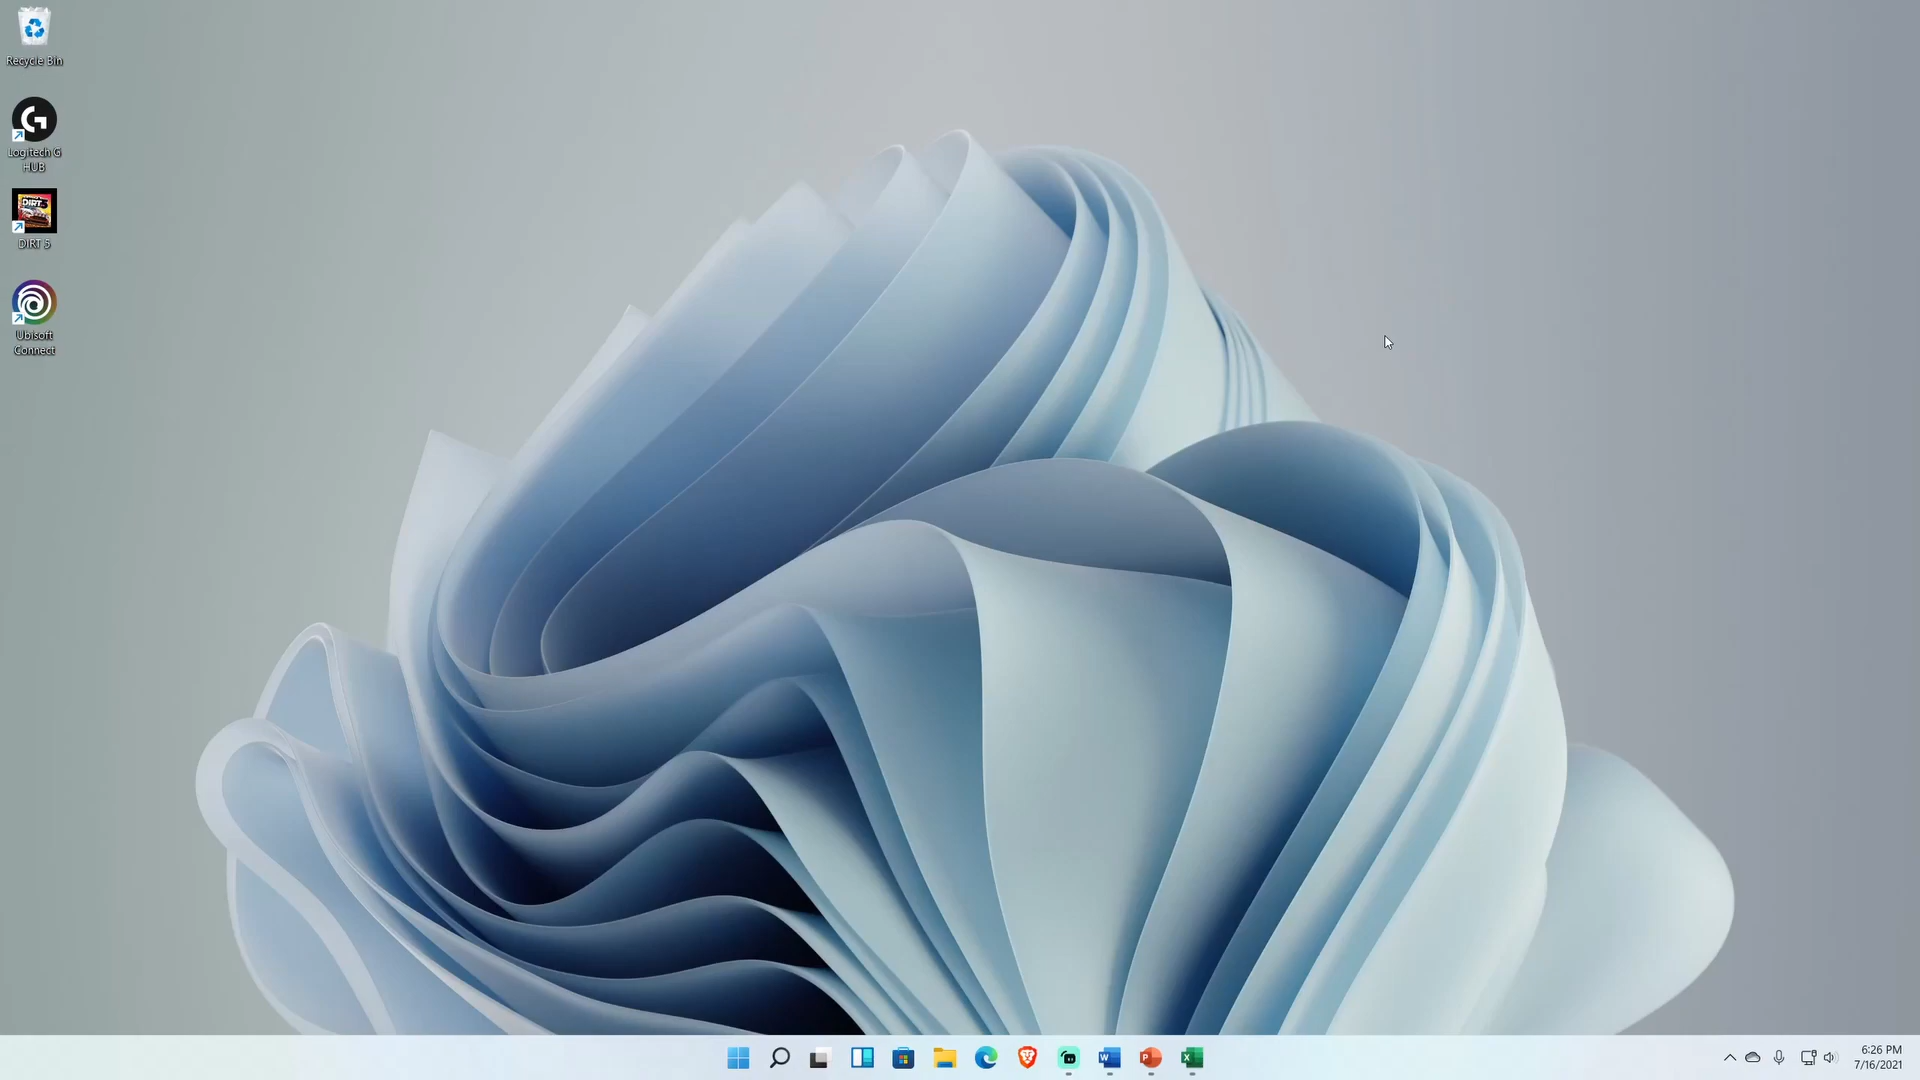 Recycle Bin
Logitech G
HUB
DIRT 5
Ubisoft
Connect
6:26 PM
7/16/2021